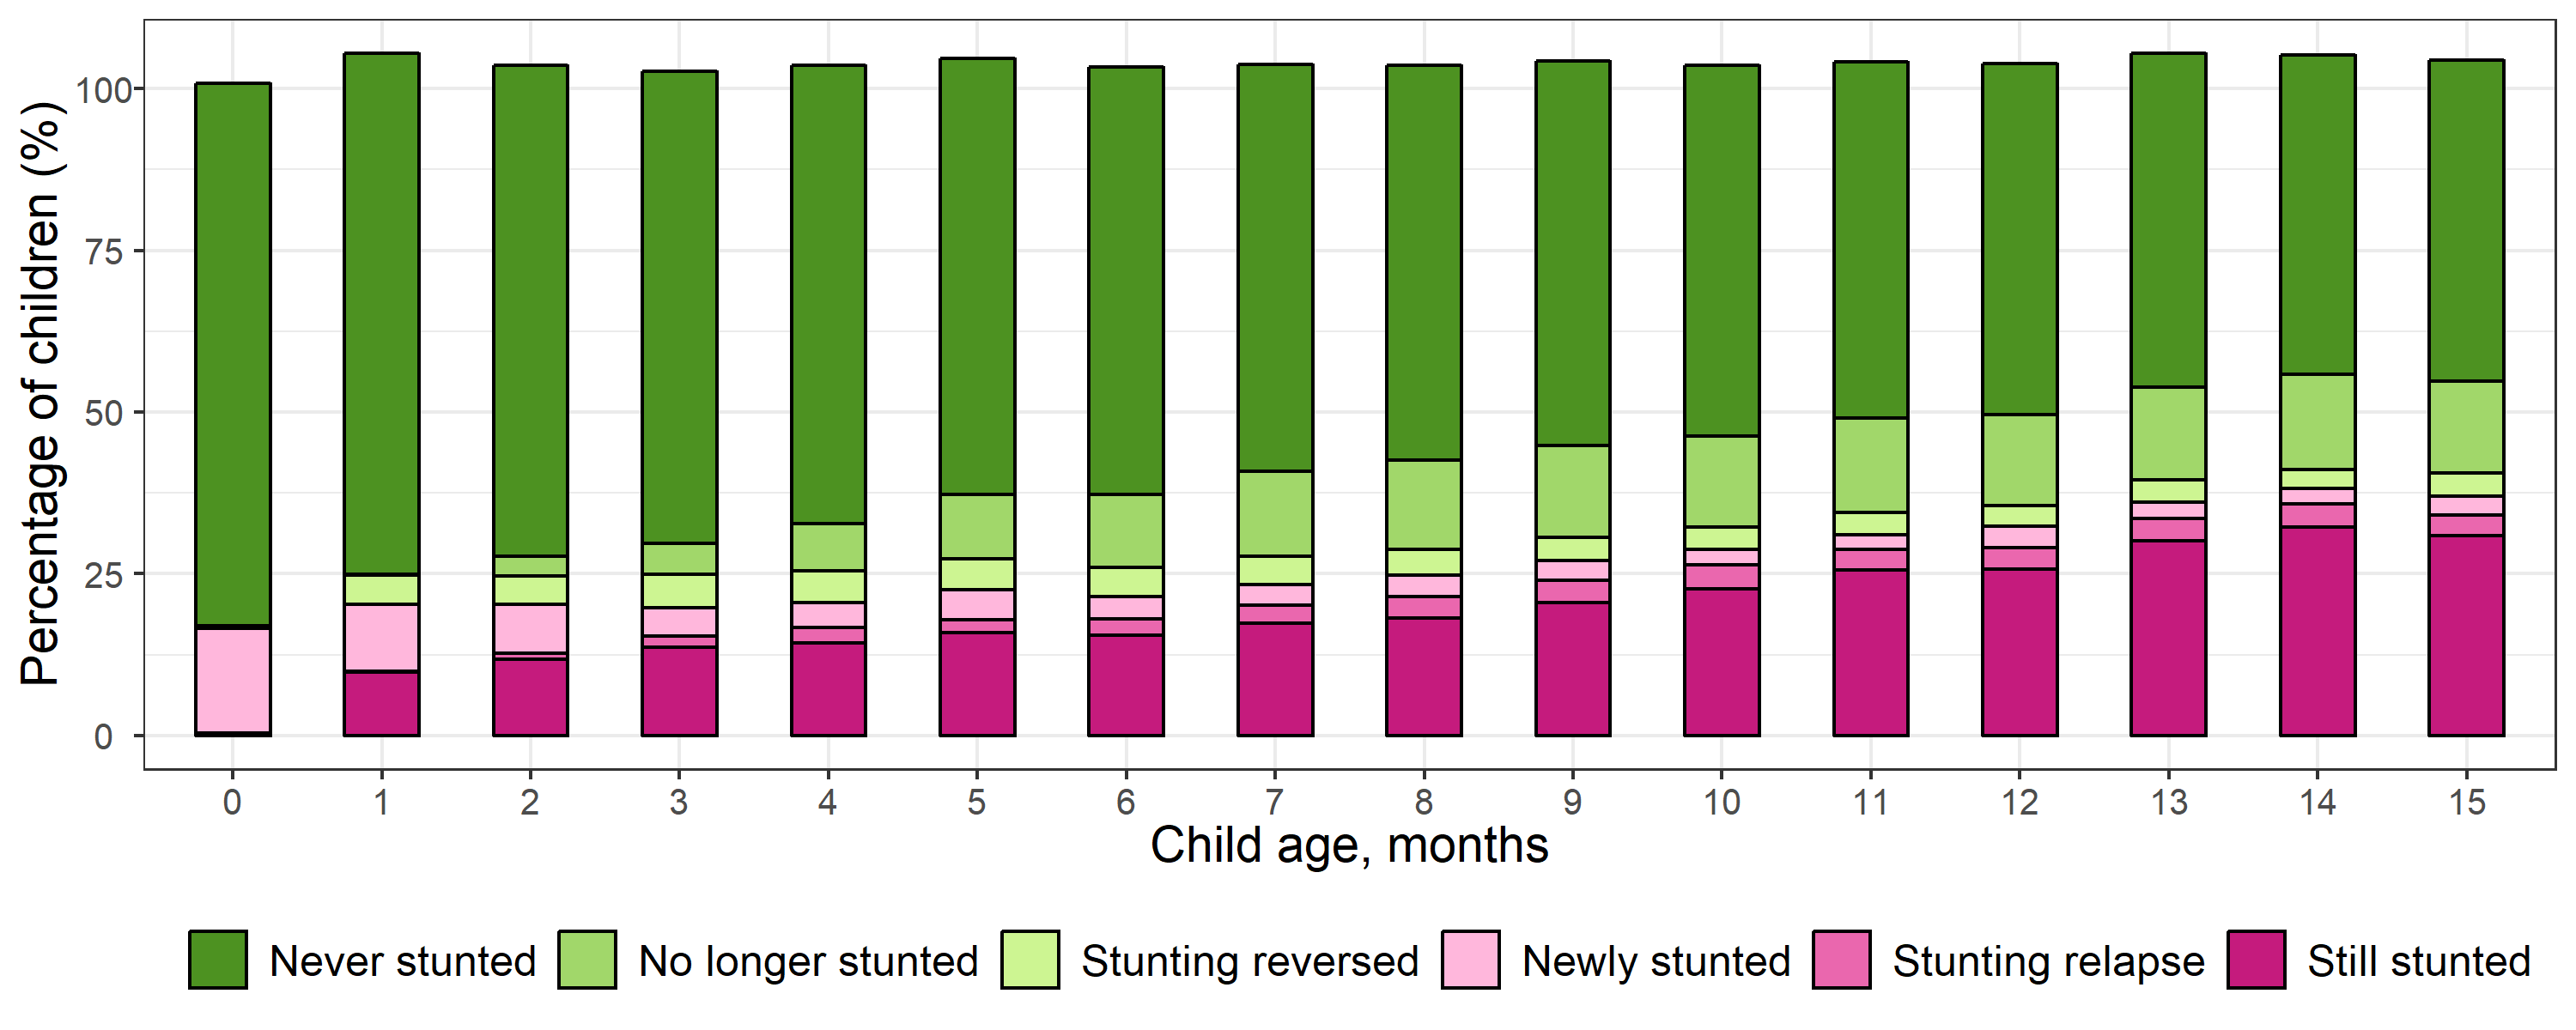 Percentage of children (%)
100
75
50
25
0
0 1 2 3 4 5 6 7 8 9 10 11 12 13 14 15
Child age, months
Never stunted No longer stunted Stunting reversed Newly stunted Stunting relapse Still stunted